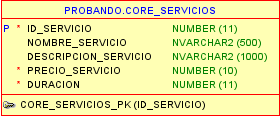 PROBANDO.CORE_SERVICIOS
P * ID_SERVICIO NUMBER (11)
NOMBRE_SERVICIO NVARCHAR2 (500)
DESCRIPCION_SERVICIO NVARCHAR2 (1000)
* PRECIO_SERVICIO NUMBER (10)
* DURACION NUMBER (11)
CORE_SERVICIOS_PK (ID_SERVICIO)